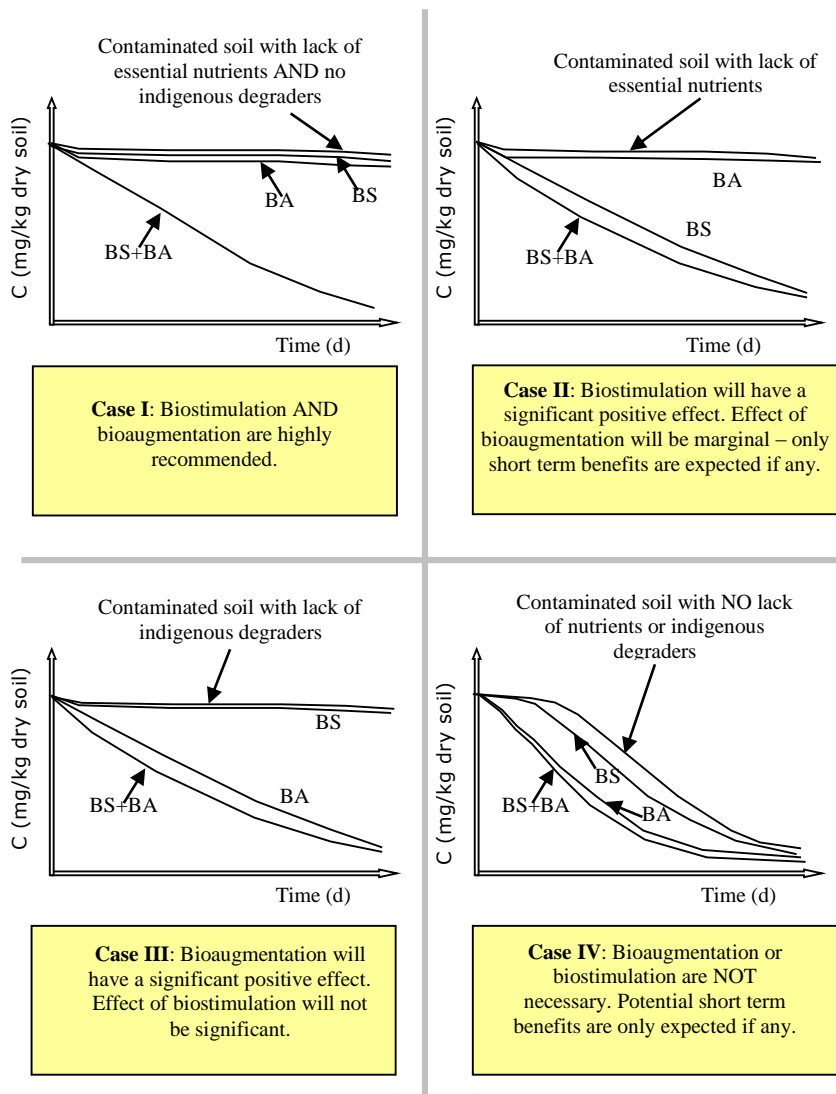 Contaminated soil with lack of
essential nutrients AND no
indigenous degraders
C (mg/kg dry soil)
BA
BS
BS+BA
Time (d)
Case I: Biostimulation AND
bioaugmentation are highly
recommended.
Contaminated soil with lack of
essential nutrients
C (mg/kg dry soil)
BA
BS
BS+BA
Time (d)
Case II: Biostimulation will have a
significant positive effect. Effect of
bioaugmentation will be marginal – only
short term benefits are expected if any.
Contaminated soil with lack of
indigenous degraders
C (mg/kg dry soil)
BS
BA
BS+BA
Time (d)
Case III: Bioaugmentation will
have a significant positive effect.
Effect of biostimulation will not
be significant.
Contaminated soil with NO lack
of nutrients or indigenous
degraders
C (mg/kg dry soil)
BS
BS+BA
BA
Time (d)
Case IV: Bioaugmentation or
biostimulation are NOT
necessary. Potential short term
benefits are only expected if any.